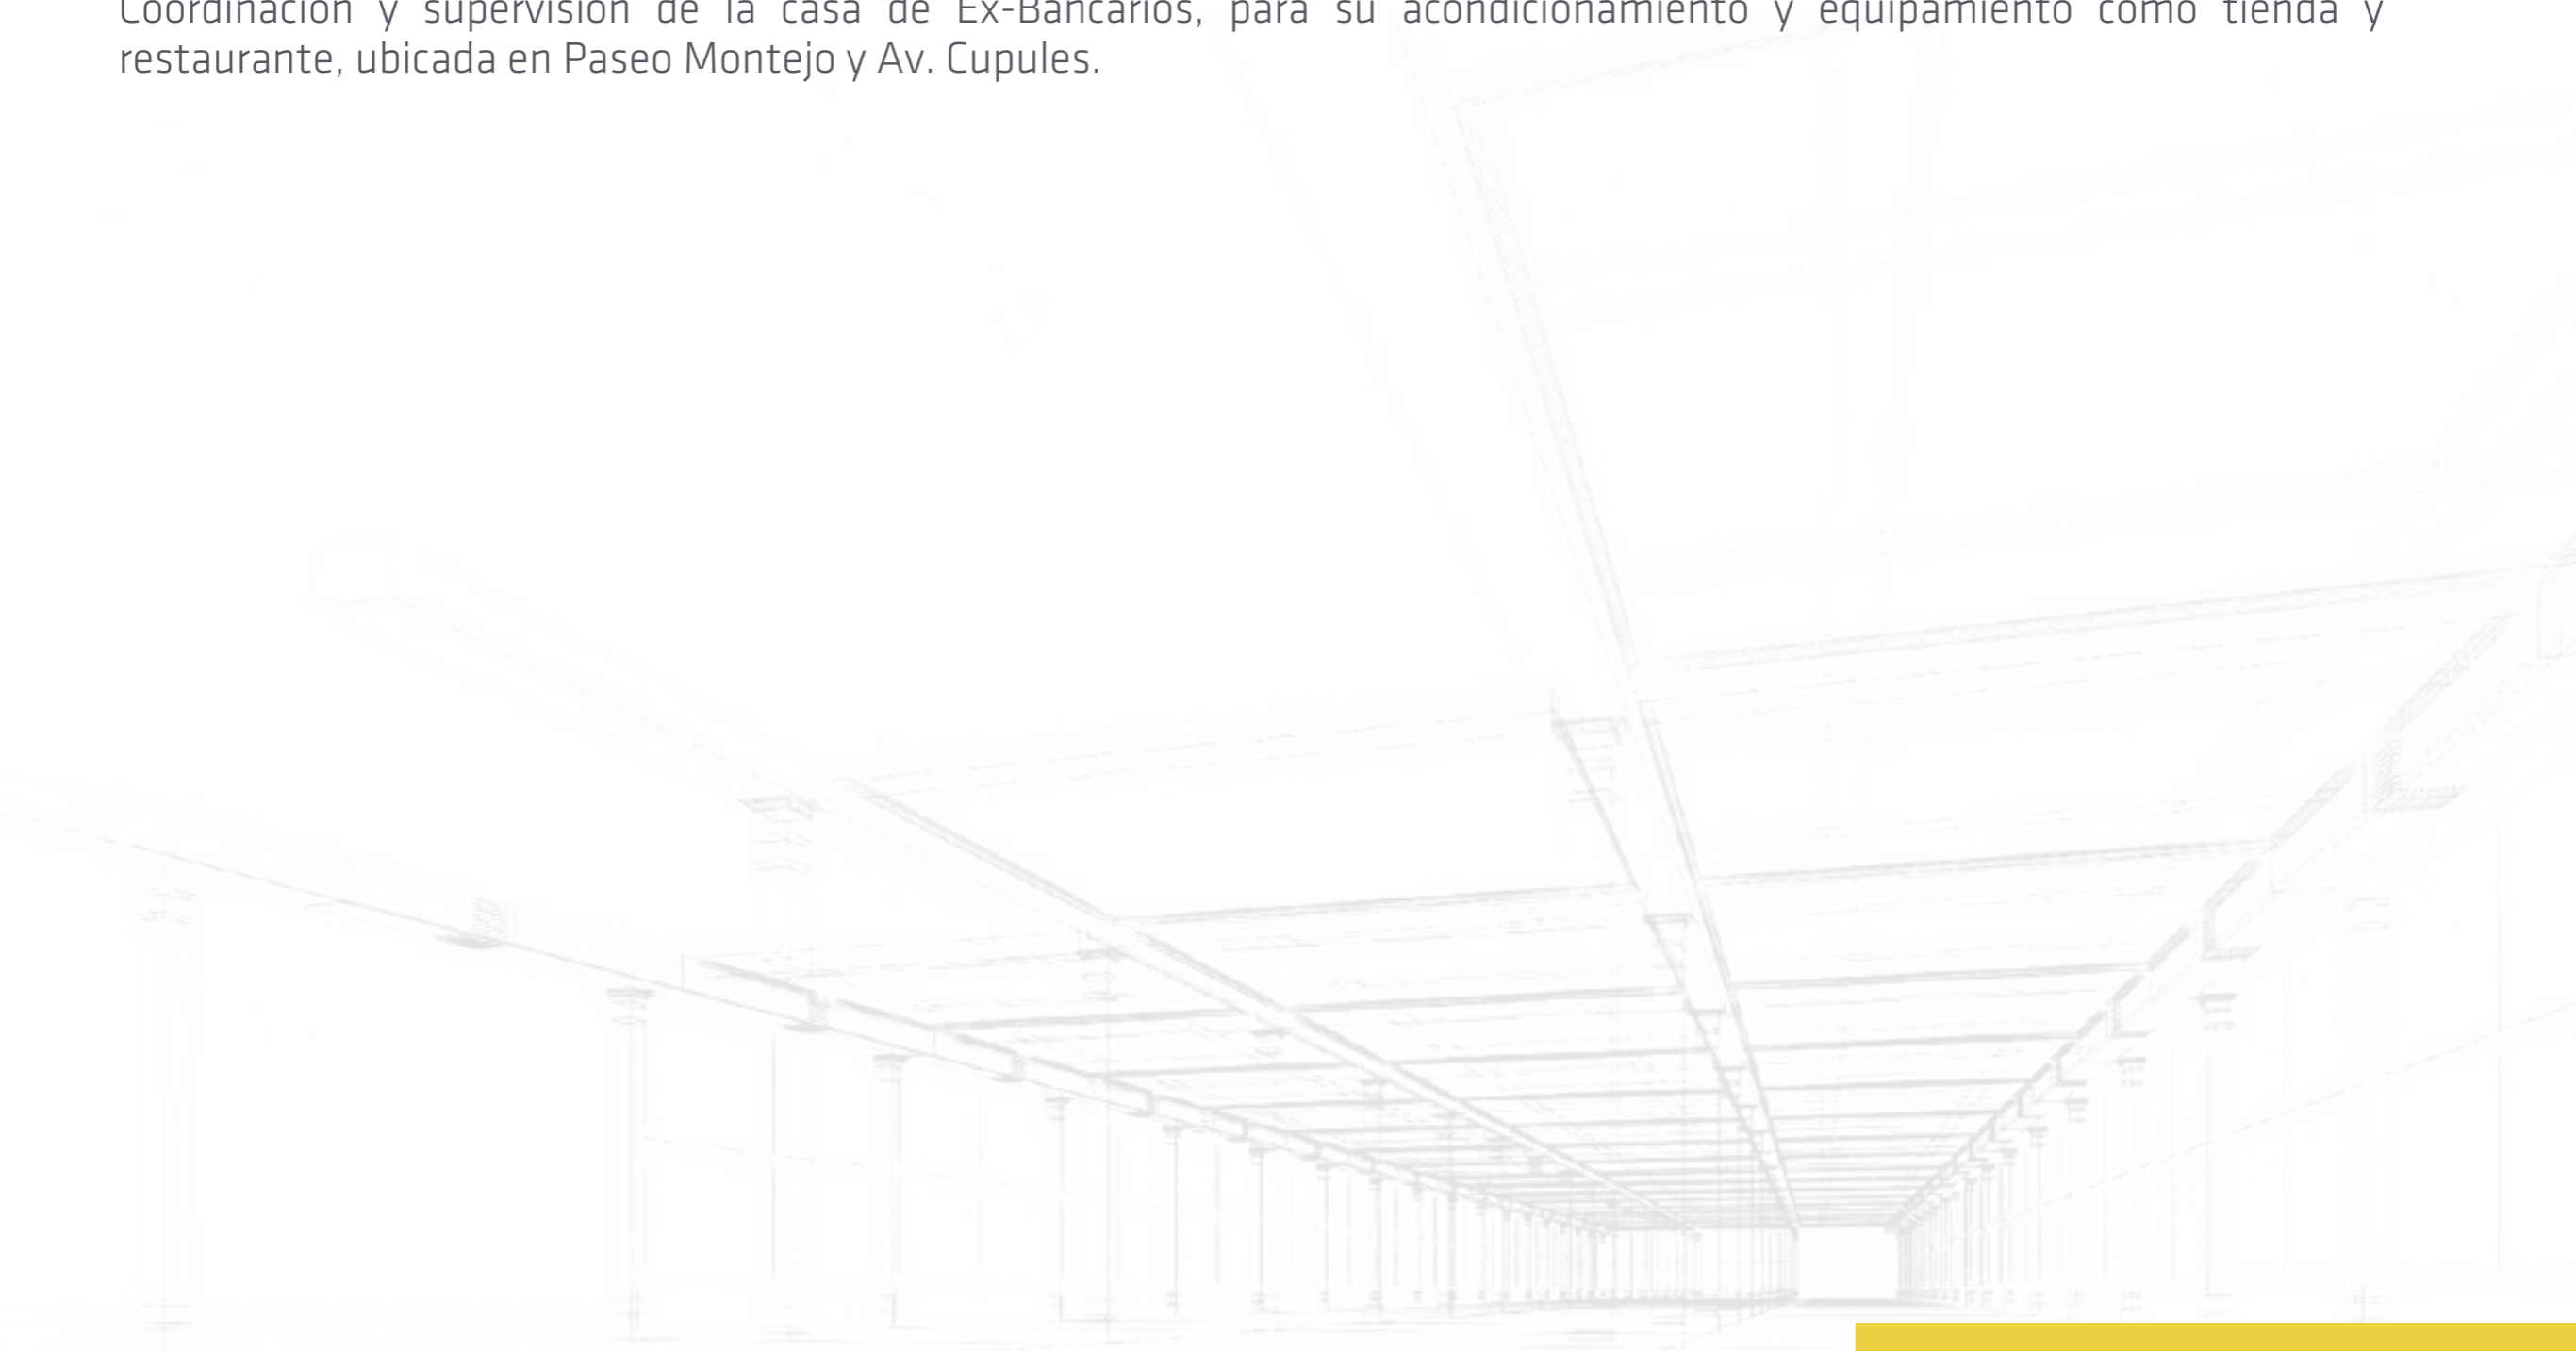 Coordinación y supervisión de la casa de Ex-Bancarios, para su acondicionamiento y equipamiento como tienda y
restaurante, ubicada en Paseo Montejo y Av. Cupules.